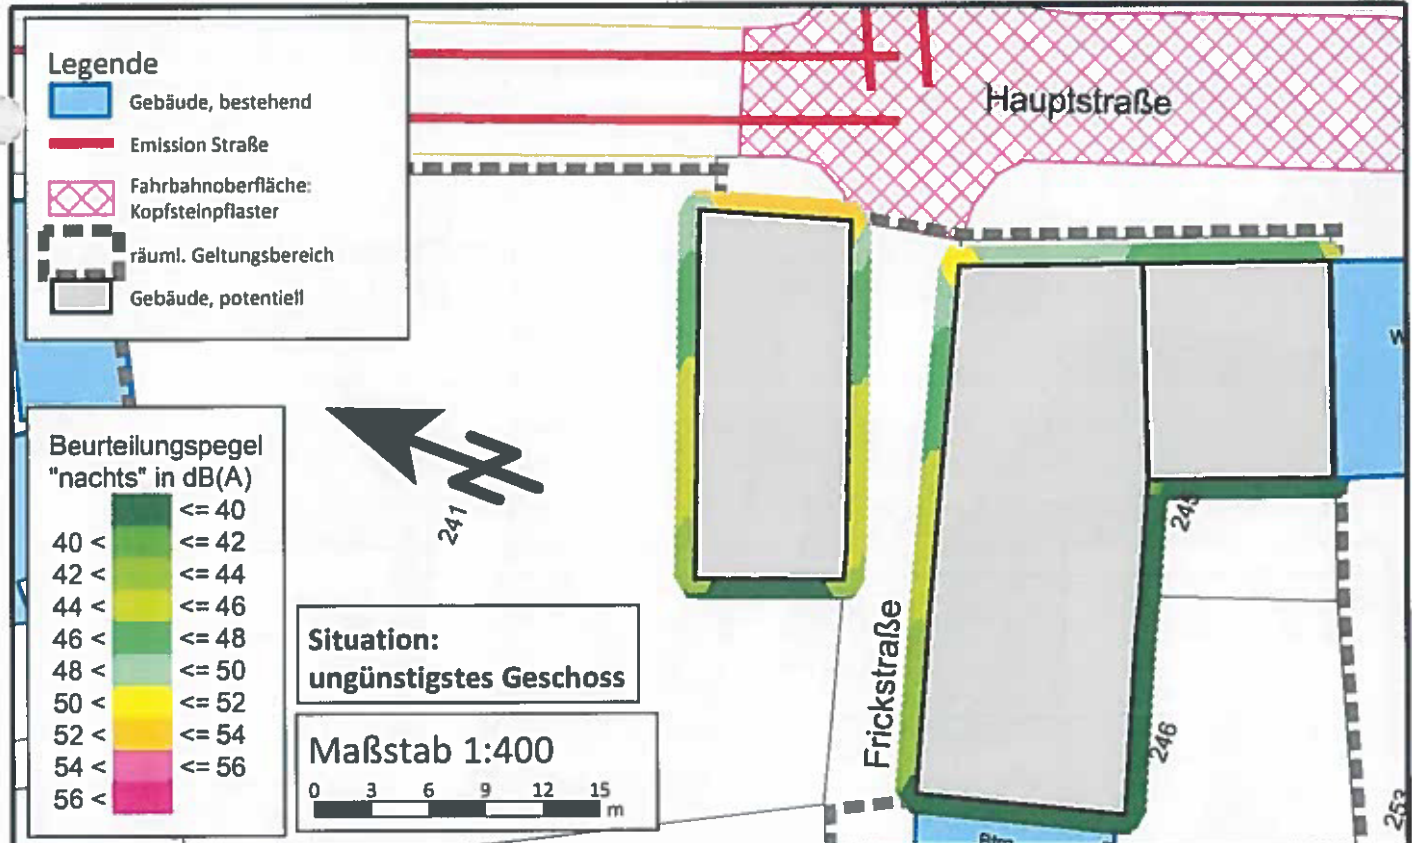 Legende
Gebäude, bestehend
Emission Straße
Fahrbahnoberfläche:
Kopfsteinpflaster
räuml. Geltungsbereich
Gebäude, potentiell
Hauptstraße
Beurteilungspegel
"nachts" in dB(A)
<= 40
40 < <= 42
42 < <= 44
44 < <= 46
46 < <= 48
48 < <= 50
50 < <= 52
52 < <= 54
54 < <= 56
56 <
241
Situation:
ungünstigstes Geschoss
Maßstab 1:400
0 3 6 9 12 15
m
Frickstraße
245
246
253